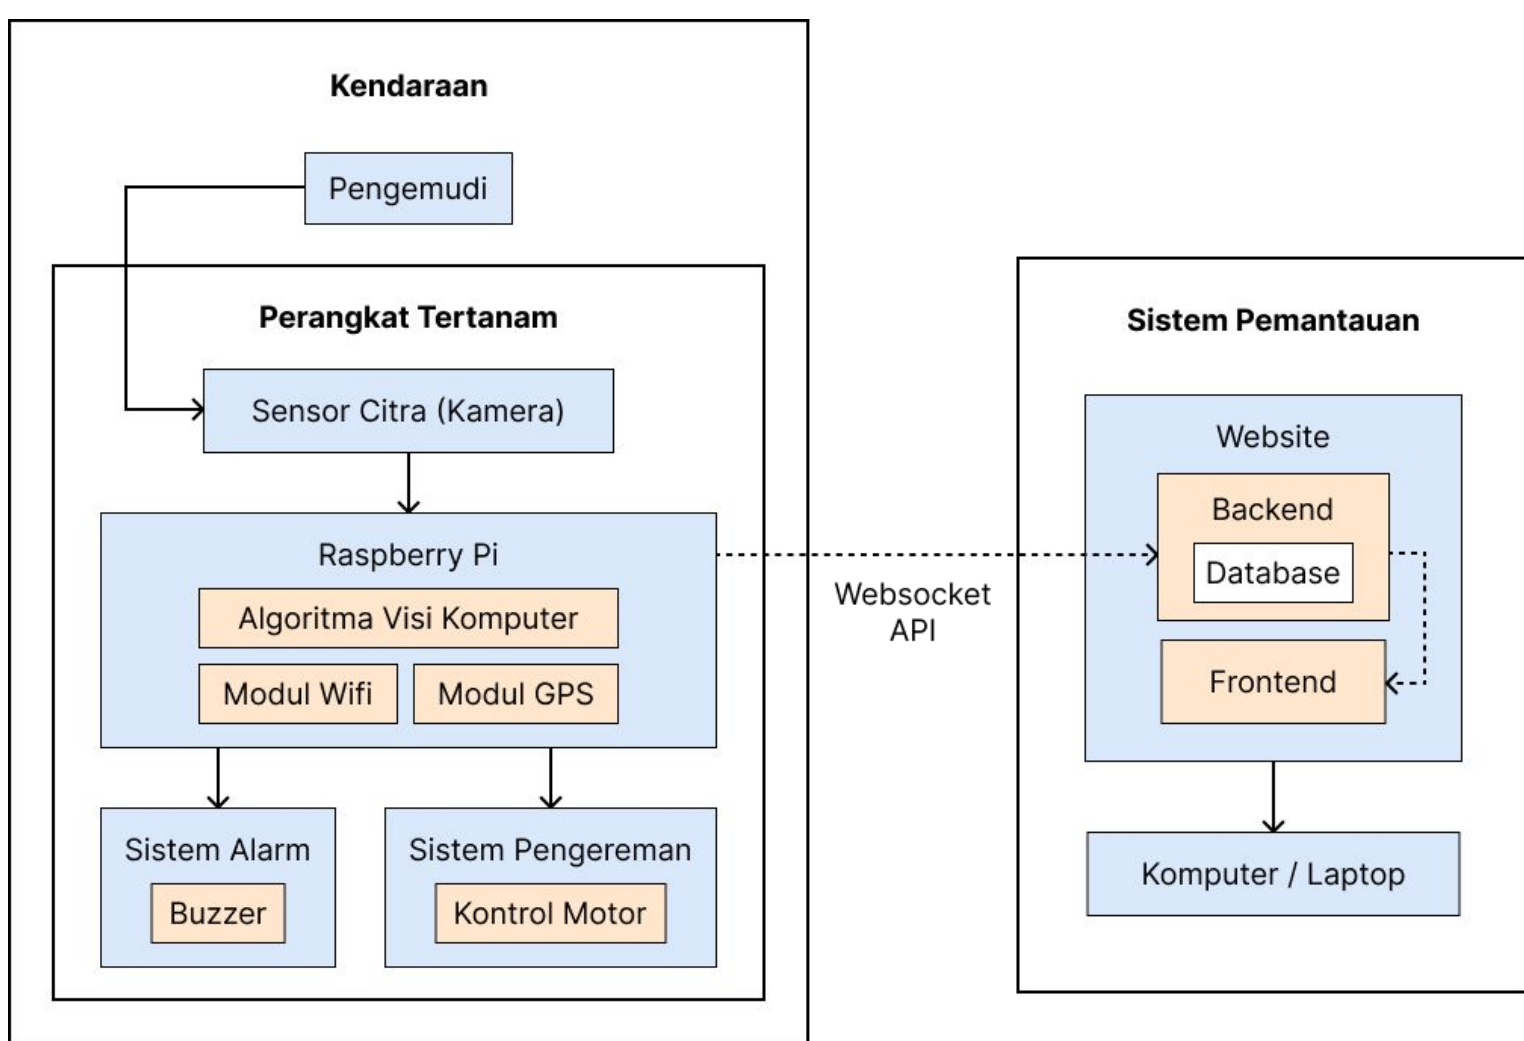 Kendaraan
Pengemudi
Perangkat Tertanam
Sensor Citra (Kamera)
Raspberry Pi
Algoritma Visi Komputer
Modul Wifi
Modul GPS
Sistem Alarm
Buzzer
Sistem Pengereman
Kontrol Motor
Websocket
API
Sistem Pemantauan
Website
Backend
Database
Frontend
Komputer / Laptop